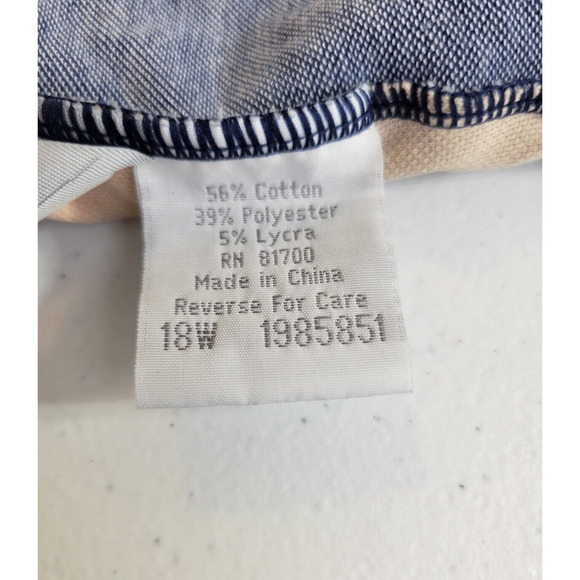 56% Cotton
39% Polyester
5% Lycra
RN 81700
Made in China
Reverse For Care
18W 1985851